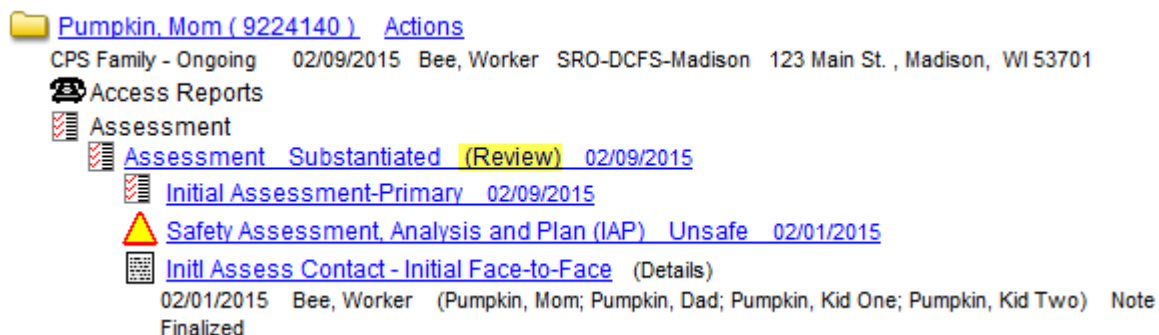 Pumpkin, Mom ( 9224140 ) Actions
CPS Family - Ongoing 02/09/2015 Bee, Worker SRO-DCFS-Madison 123 Main St. , Madison, WI 53701
Access Reports
Assessment
Assessment Substantiated (Review) 02/09/2015
Initial Assessment-Primary 02/09/2015
Safety Assessment, Analysis and Plan (IAP) Unsafe 02/01/2015
Initl Assess Contact - Initial Face-to-Face (Details)
02/01/2015 Bee, Worker (Pumpkin, Mom; Pumpkin, Dad; Pumpkin, Kid One; Pumpkin, Kid Two) Note
Finalized